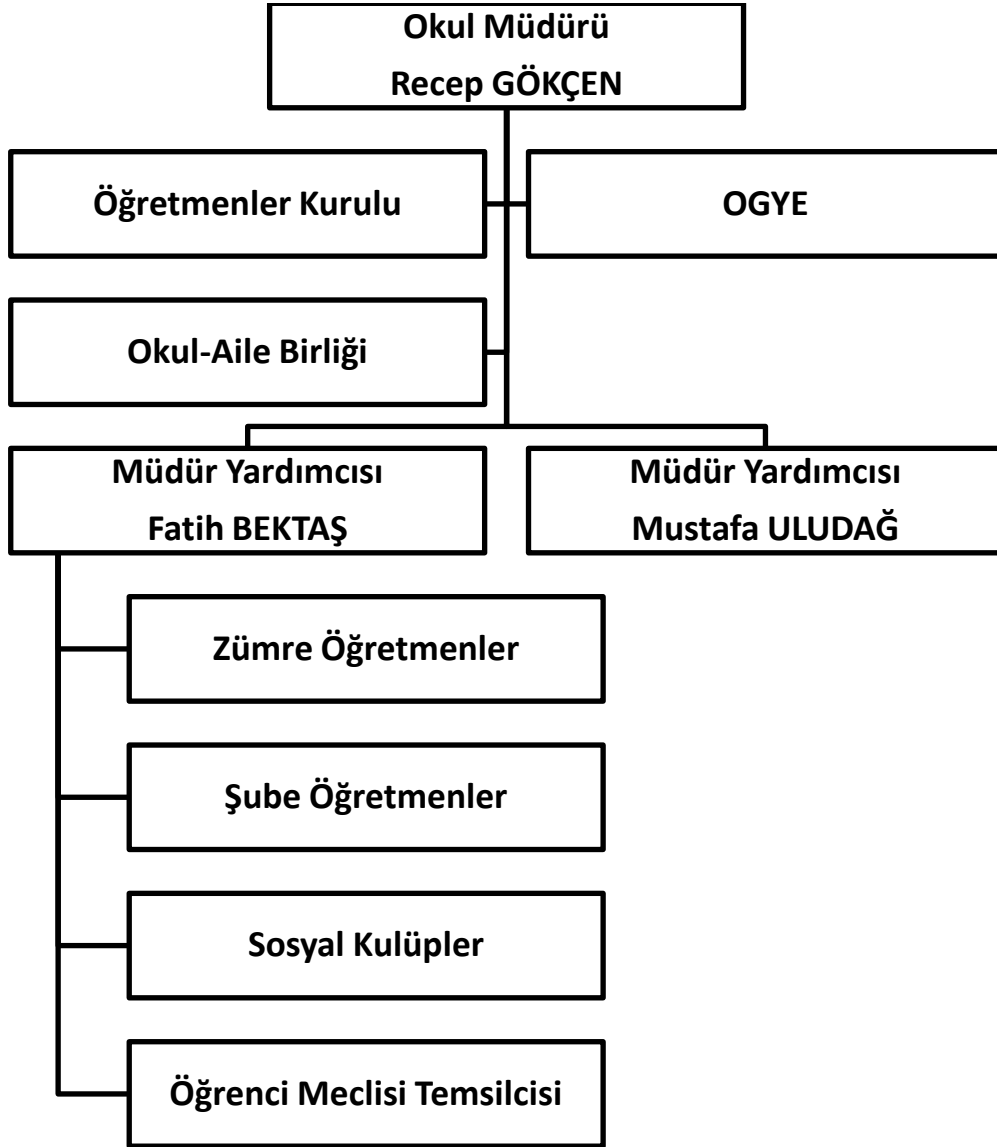 Okul Müdürü
Recep GÖKÇEN
Öğretmenler Kurulu
OGYE
Okul-Aile Birliği
Müdür Yardımcısı
Fatih BEKTAŞ
Müdür Yardımcısı
Mustafa ULUDAĞ
Zümre Öğretmenler
Şube Öğretmenler
Sosyal Kulüpler
Öğrenci Meclisi Temsilcisi